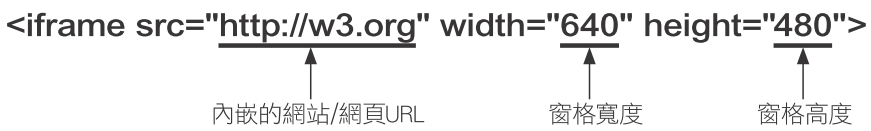 <iframe src="http://w3.org" width="640" height="480">
內嵌的網站/網頁URL 窗格寬度 窗格高度